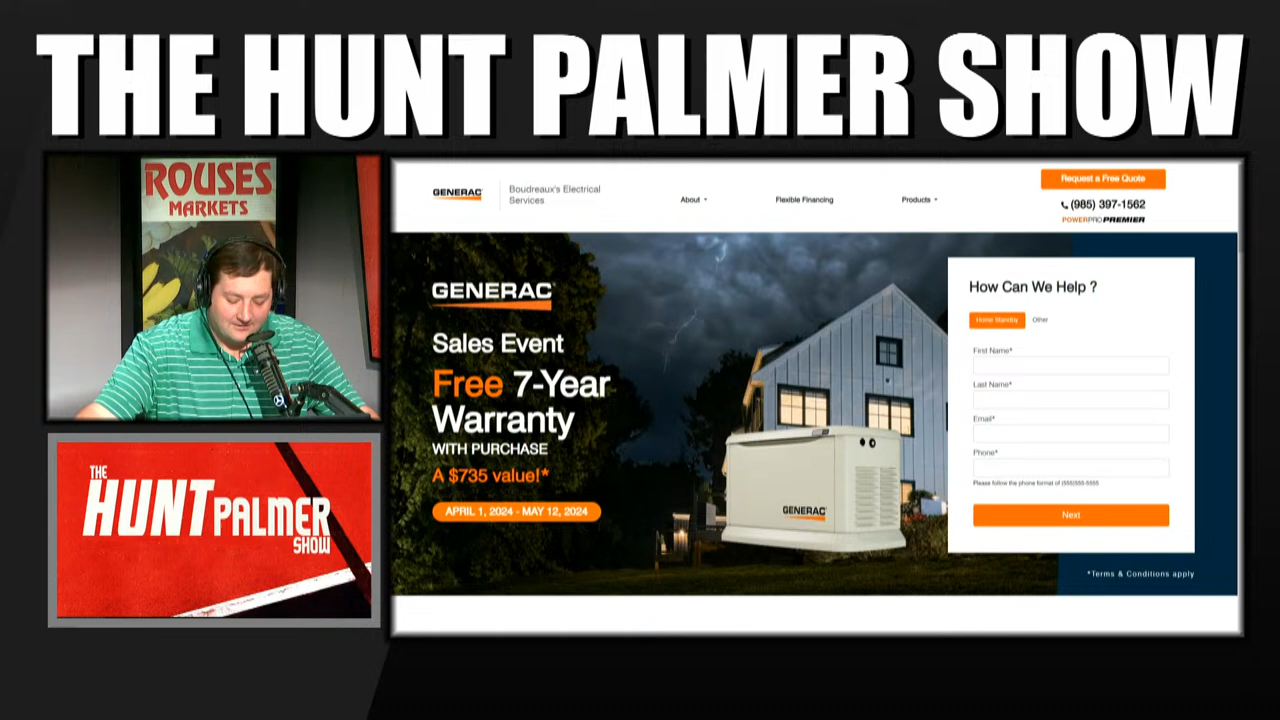 THE HUNT PALMER SHOW
ROUSES
MARKETS
THE
HUNT PALMER
SHOW
GENERAC
Boudreaux's Electrical
Services
About
Flexible Financing
Products
Request a Free Quote
(985) 397-1562
POWERPRO PREMIER
GENERAC
Sales Event
Free 7-Year
Warranty
WITH PURCHASE
A $735 value!*
APRIL 1, 2024 - MAY 12, 2024
GENERAC
How Can We Help ?
Home Standby Other
First Name*
Last Name*
Email*
Phone*
Please follow the phone format of (555)555-5555
Next
*Terms & Conditions apply